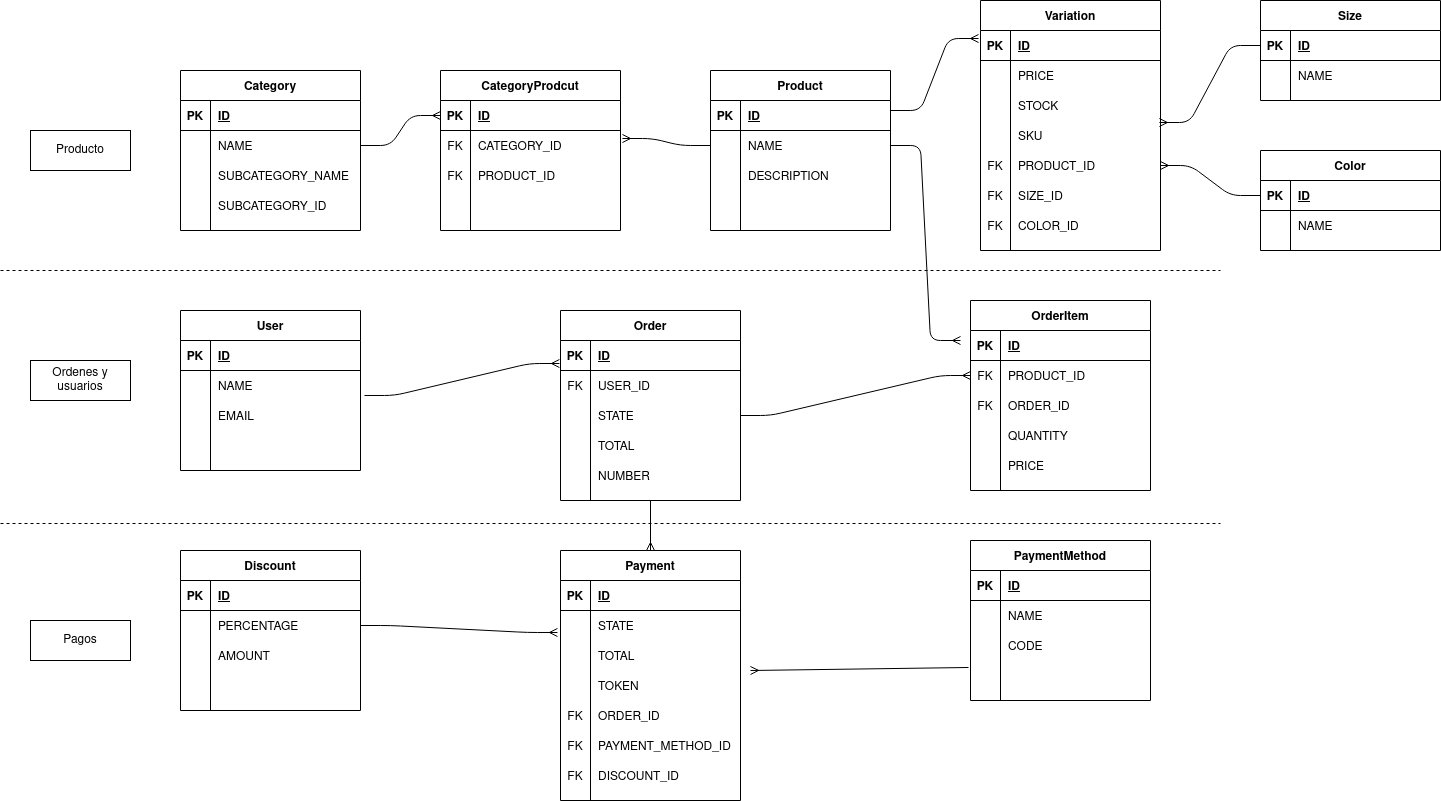 Producto
Category
PK ID
NAME
SUBCATEGORY_NAME
SUBCATEGORY_ID
CategoryProdcut
PK ID
FK CATEGORY_ID
FK PRODUCT_ID
Product
PK ID
NAME
DESCRIPTION
Variation
PK ID
PRICE
STOCK
SKU
FK PRODUCT_ID
FK SIZE_ID
FK COLOR_ID
Size
PK ID
NAME
Color
PK ID
NAME
Ordenes y
usuarios
User
PK ID
NAME
EMAIL
Order
PK ID
FK USER_ID
STATE
TOTAL
NUMBER
OrderItem
PK ID
FK PRODUCT_ID
FK ORDER_ID
QUANTITY
PRICE
Pagos
Discount
PK ID
PERCENTAGE
AMOUNT
Payment
PK ID
STATE
TOTAL
TOKEN
FK ORDER_ID
FK PAYMENT_METHOD_ID
FK DISCOUNT_ID
PaymentMethod
PK ID
NAME
CODE